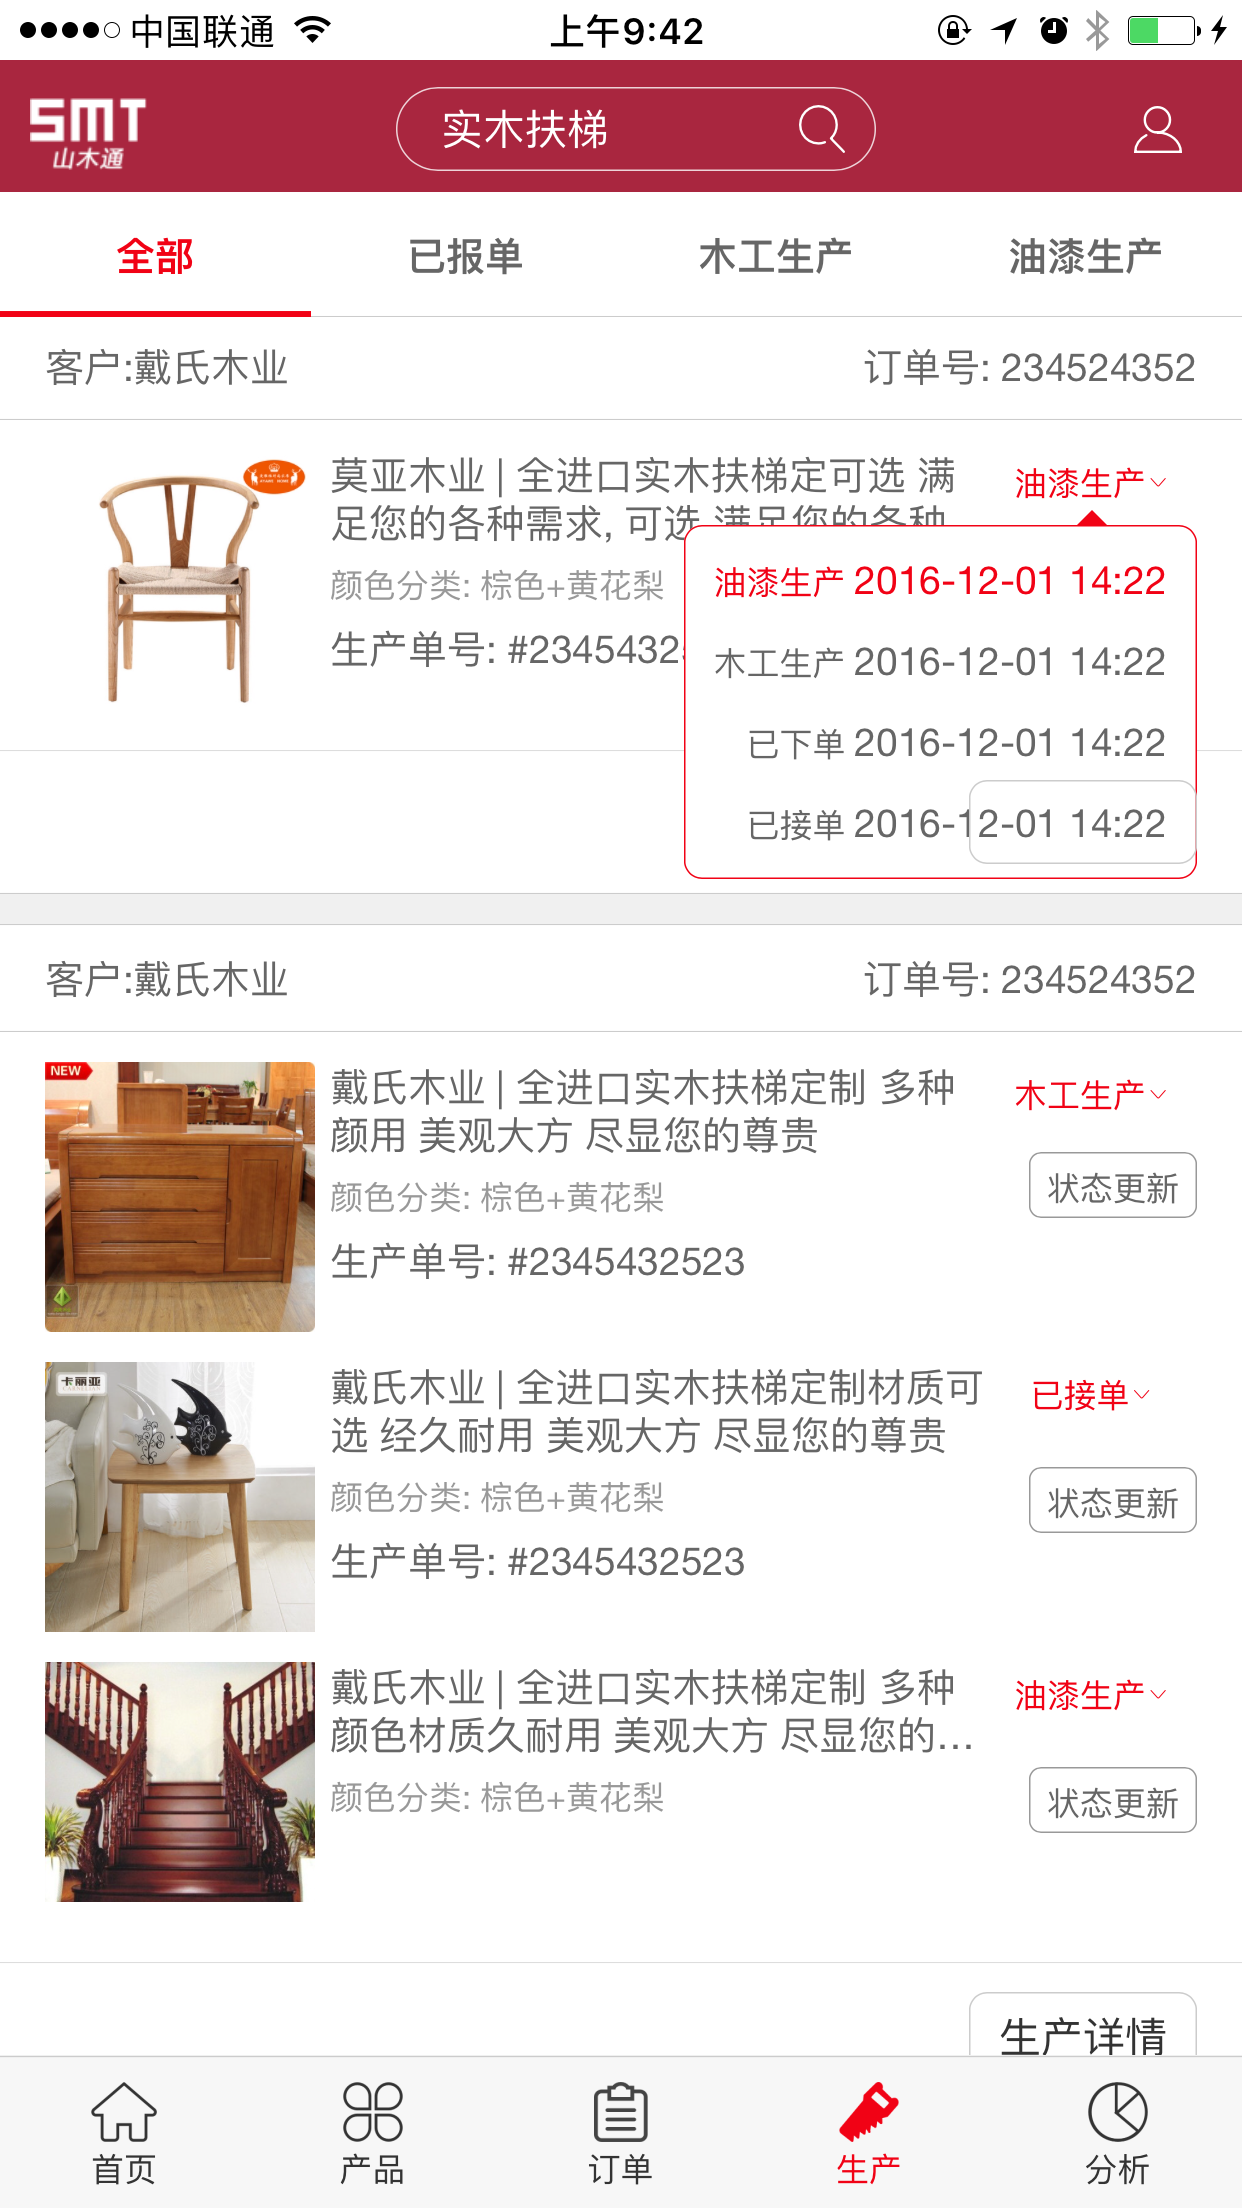 中国联通
上午9:42
SMT
山木通
实木扶梯
全部
已报单
木工生产
油漆生产
客户:戴氏木业
订单号: 234524352
莫亚木业 | 全进口实木扶梯定可选 满
足您的各种需求, 可选 满足您的各种
颜色分类: 棕色+黄花梨
生产单号: #23454325
油漆生产
油漆生产 2016-12-01 14:22
木工生产 2016-12-01 14:22
已下单 2016-12-01 14:22
已接单 2016-12-01 14:22
客户:戴氏木业
订单号: 234524352
NEW
戴氏木业 | 全进口实木扶梯定制 多种
颜用 美观大方 尽显您的尊贵
颜色分类: 棕色+黄花梨
生产单号: #2345432523
木工生产
状态更新
卡丽亚
戴氏木业 | 全进口实木扶梯定制材质可
选 经久耐用 美观大方 尽显您的尊贵
颜色分类: 棕色+黄花梨
生产单号: #2345432523
已接单
状态更新
戴氏木业 | 全进口实木扶梯定制 多种
颜色材质久耐用 美观大方 尽显您的...
颜色分类: 棕色+黄花梨
油漆生产
状态更新
生产详情
首页
产品
订单
生产
分析